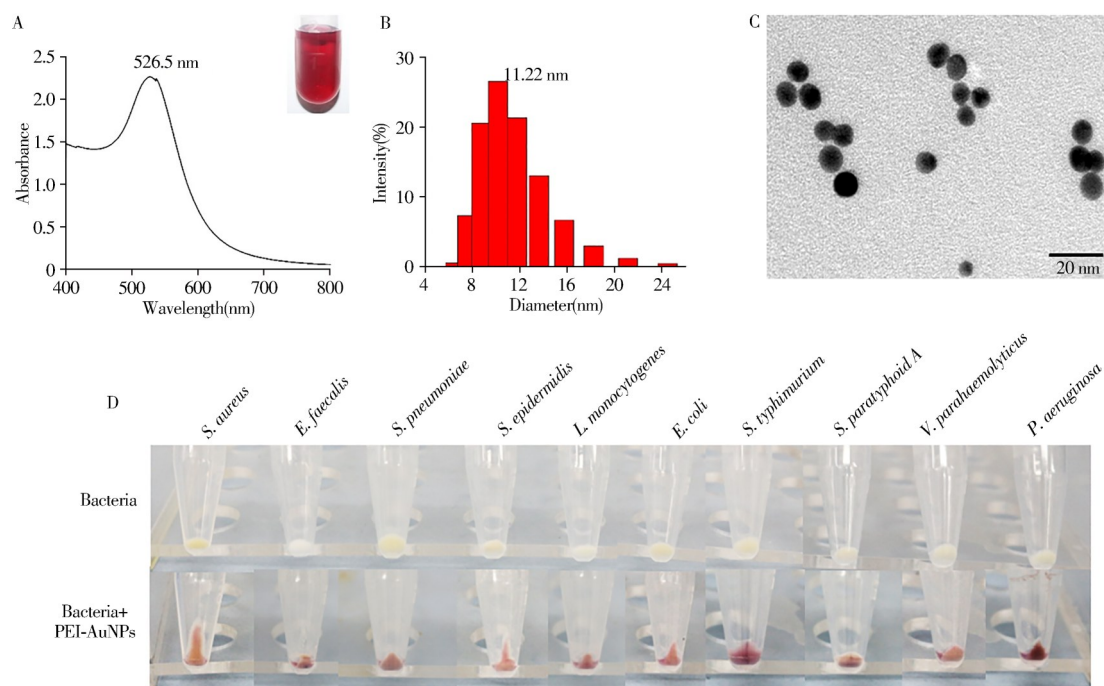 A
526.5 nm
2.5
2.0
1.5
1.0
0.5
0
Absorbance
400
500
600
700
800
Wavelength(nm)
B
11.22 nm
30
20
10
0
Intensity(%)
4
8
12
16
20
24
Diameter(nm)
C
20 nm
D
S. aureus
E. faecalis
S. pneumoniae
S. epidermidis
L. monocytogenes
E. coli
S. typhimurium
S. paratyphoid A
V. parahaemolyticus
P. aeruginosa
Bacteria
Bacteria+
PEI-AuNPs